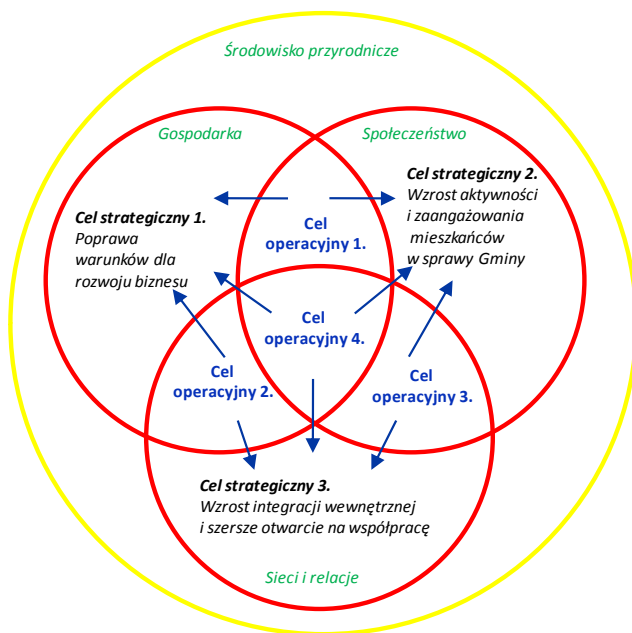 Środowisko przyrodnicze
Gospodarka
Społeczeństwo
Cel strategiczny 1.
Poprawa
warunków dla
rozwoju biznesu
Cel strategiczny 2.
Wzrost aktywności
i zaangażowania
mieszkańców
w sprawy Gminy
Cel
operacyjny 1.
Cel
operacyjny 4.
Cel
operacyjny 2.
Cel
operacyjny 3.
Cel strategiczny 3.
Wzrost integracji wewnętrznej
i szersze otwarcie na współpracę
Sieci i relacje